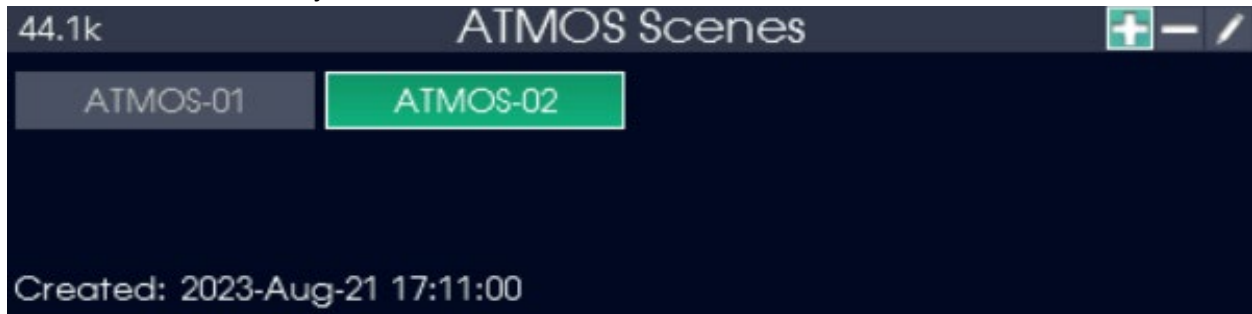 44.1k ATMOS Scenes
ATMOS-01 ATMOS-02
Created: 2023-Aug-21 17:11:00